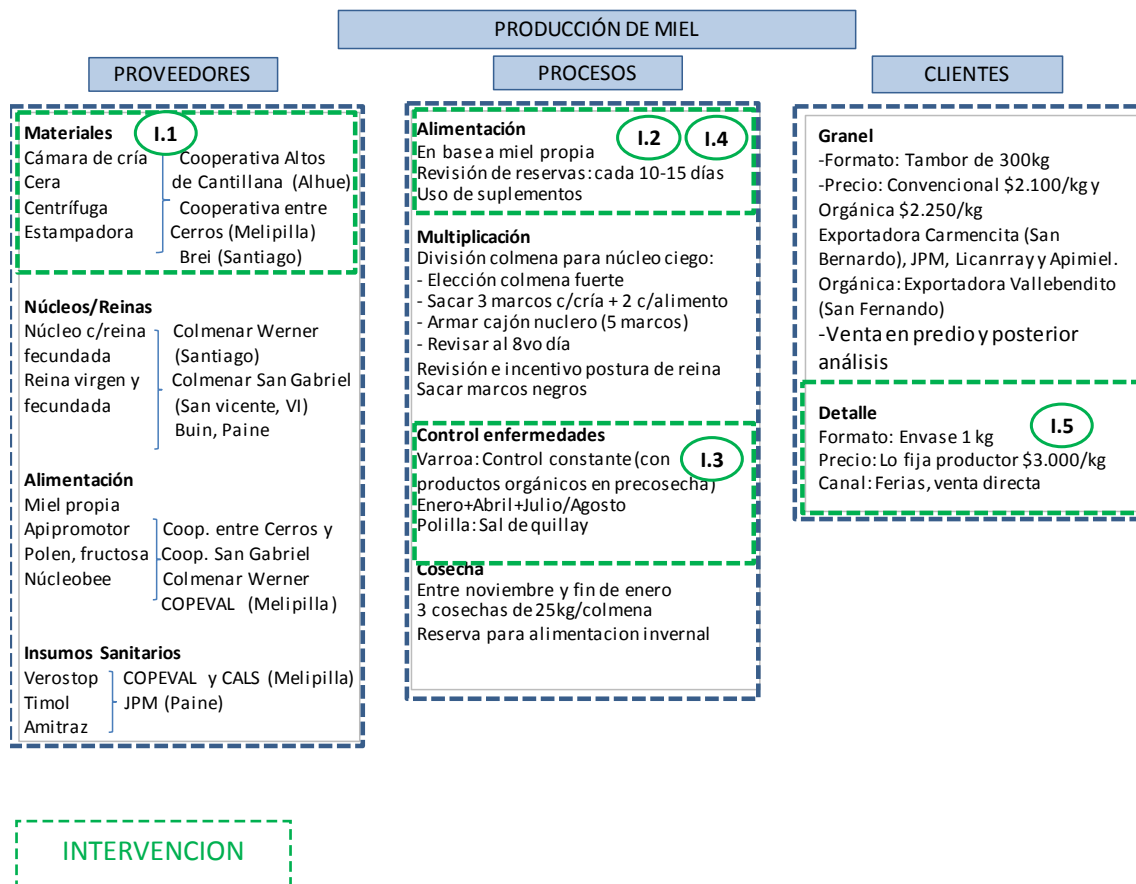 PRODUCCIÓN DE MIEL
PROVEEDORES
Materiales
I.1
Cámara de cría
Cera
Centrífuga
Estampadora
Cooperativa Altos
de Cantillana (Alhue)
Cooperativa entre
Cerros (Melipilla)
Brei (Santiago)
Núcleos/Reinas
Núcleo c/reina
fecundada
Reina virgen y
fecundada
Colmenar Werner
(Santiago)
Colmenar San Gabriel
(San vicente, VI)
Buin, Paine
Alimentación
Miel propia
Apipromotor
Polen, fructosa
Núcleobee
Coop. entre Cerros y
Coop. San Gabriel
Colmenar Werner
COPEVAL (Melipilla)
Insumos Sanitarios
Verostop
Timol
Amitraz
COPEVAL y CALS (Melipilla)
JPM (Paine)
PROCESOS
Alimentación
I.2
I.4
En base a miel propia
Revisión de reservas: cada 10-15 días
Uso de suplementos
Multiplicación
División colmena para núcleo ciego:
- Elección colmena fuerte
- Sacar 3 marcos c/cría + 2 c/alimento
- Armar cajón nuclero (5 marcos)
- Revisar al 8vo día
Revisión e incentivo postura de reina
Sacar marcos negros
Control enfermedades
I.3
Varroa: Control constante (con
productos orgánicos en precosecha)
Enero+Abril+Julio/Agosto
Polilla: Sal de quillay
Cosecha
Entre noviembre y fin de enero
3 cosechas de 25kg/colmena
Reserva para alimentacion invernal
CLIENTES
Granel
-Formato: Tambor de 300kg
-Precio: Convencional $2.100/kg y
Orgánica $2.250/kg
Exportadora Carmencita (San
Bernardo), JPM, Licanrray y Apimiel.
Orgánica: Exportadora Vallebendito
(San Fernando)
-Venta en predio y posterior
análisis
Detalle
I.5
Formato: Envase 1 kg
Precio: Lo fija productor $3.000/kg
Canal: Ferias, venta directa
INTERVENCION